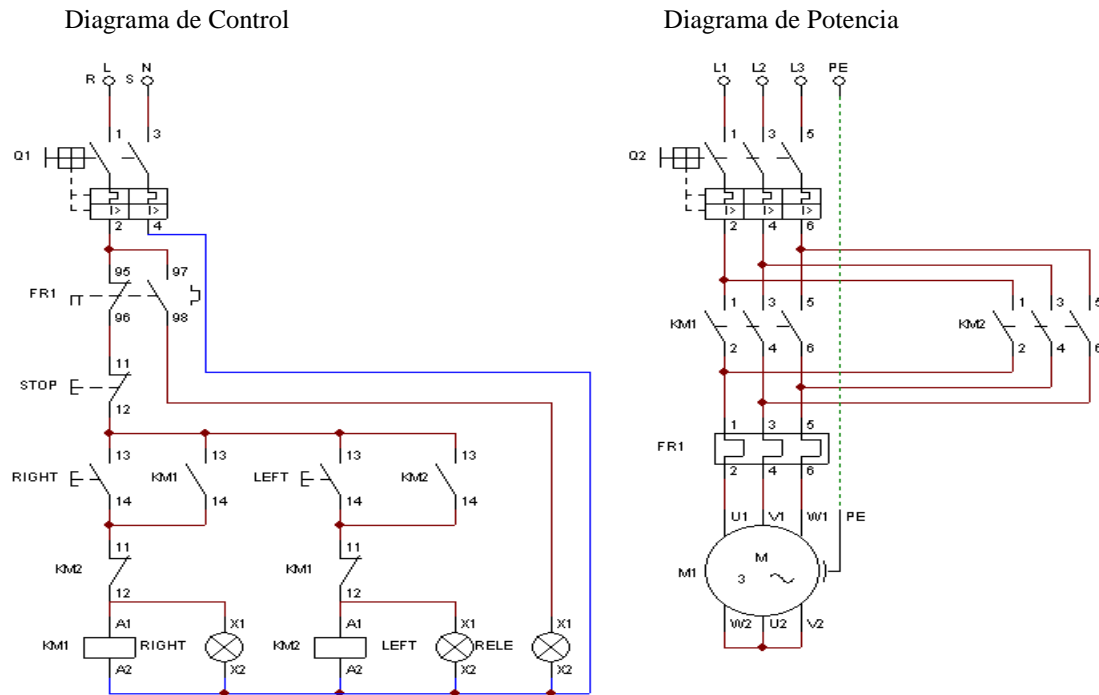 Diagrama de Control
Diagrama de Potencia
L N
R S
1 3
Q1
I> I>
2 4
95 97
FR1
96 98
11
STOP
12
13 13 13 13
RIGHT KM1 LEFT KM2
14 14 14 14
11 11
KM2 KM1
12 12
A1 X1 A1 X1 X1
KM1 RIGHT KM2 LEFT RELE
A2 X2 A2 X2 X2
L1 L2 L3 PE
1 3 5
Q2
I> I> I>
2 4 6
1 3 5 1 3 5
KM1 KM2
2 4 6 2 4 6
1 3 5
FR1
2 4 6
U1 V1 W1 PE
M
M1
3
W2 U2 V2